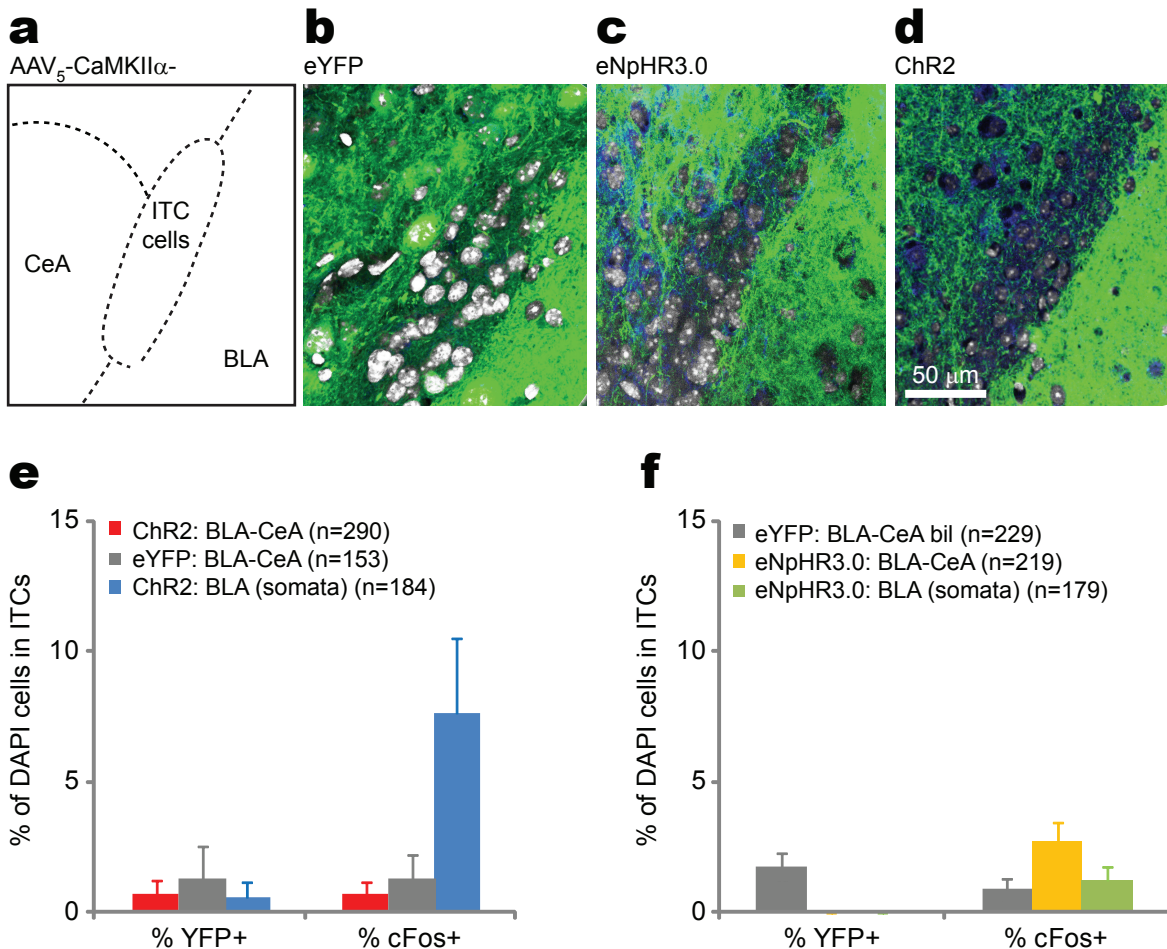 a
AAV5-CaMKIIα-
CeA
ITC
cells
BLA
b
eYFP
c
eNpHR3.0
d
ChR2
50 μm
e
% of DAPI cells in ITCs
15
10
5
0
ChR2: BLA-CeA (n=290)
eYFP: BLA-CeA (n=153)
ChR2: BLA (somata) (n=184)
% YFP+
% cFos+
f
% of DAPI cells in ITCs
15
10
5
0
eYFP: BLA-CeA bil (n=229)
eNpHR3.0: BLA-CeA (n=219)
eNpHR3.0: BLA (somata) (n=179)
% YFP+
% cFos+